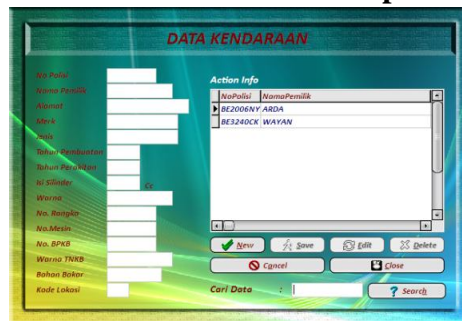 DATA KENDARAAN
No Polisi
Nama Pemilik
Alamat
Merk
Jenis
Tahun Pembuatan
Tahun Perakitan
Isi Silinder
Cc
Warna
No. Rangka
No.Mesin
No. BPKB
Warna TNKB
Bahan Bakar
Kode Lokasi
Action Info
NoPolisi NamaPemilik
BE2006NY ARDA
BE3240CK WAYAN
New Save Edit Delete
Cancel Close
Cari Data : Search